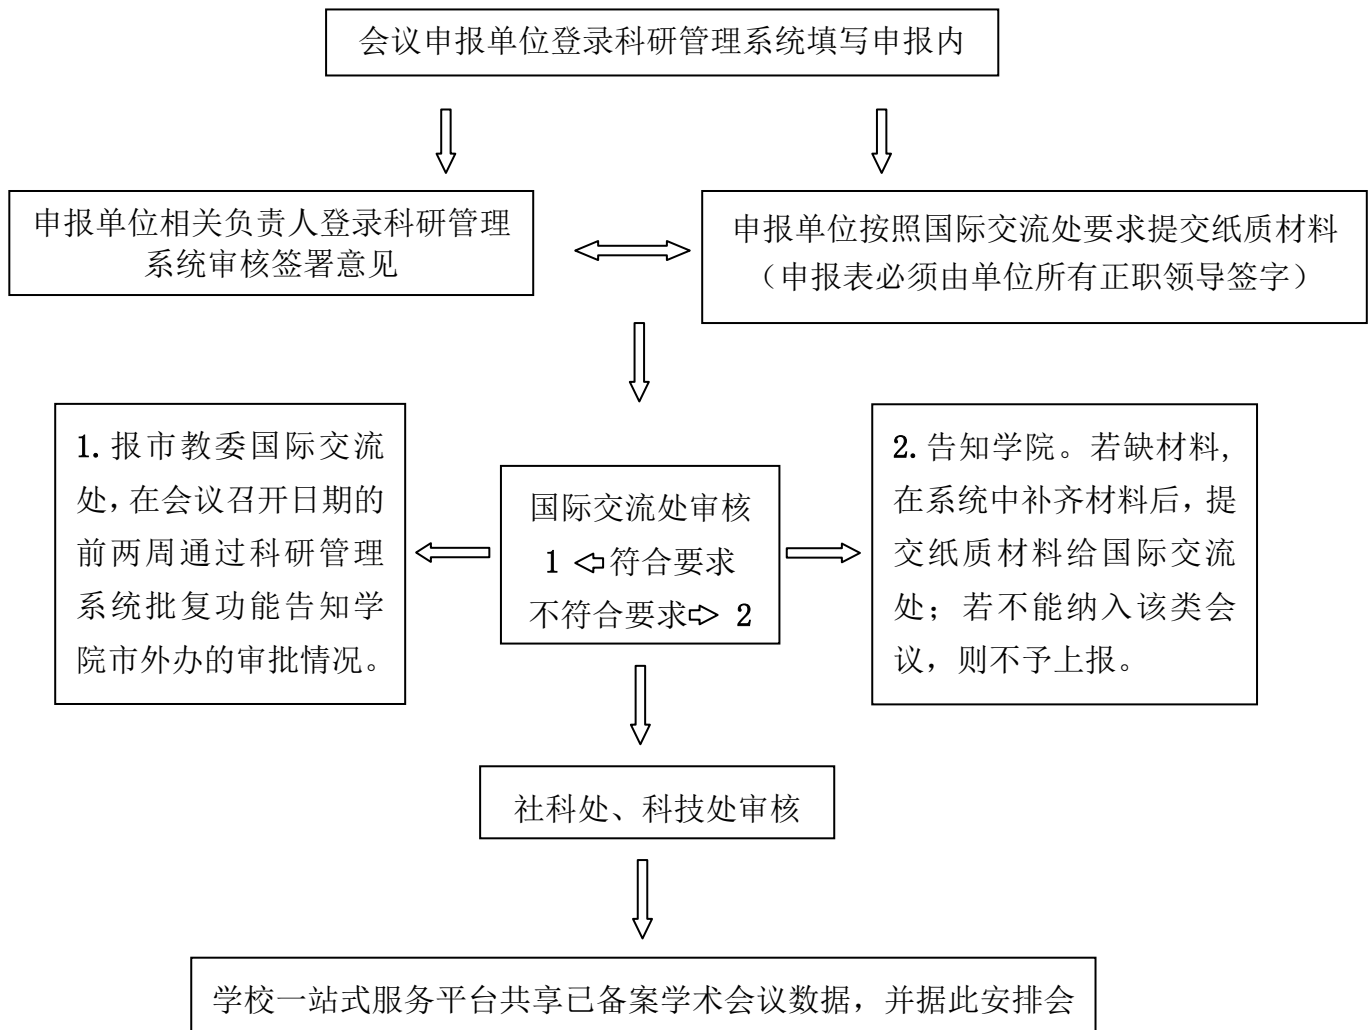 会议申报单位登录科研管理系统填写申报内
申报单位相关负责人登录科研管理
系统审核签署意见
申报单位按照国际交流处要求提交纸质材料
（申报表必须由单位所有正职领导签字）
1. 报市教委国际交流
处，在会议召开日期的
前两周通过科研管理
系统批复功能告知学
院市外办的审批情况。
国际交流处审核
1 ⇦符合要求
不符合要求⇨ 2
2. 告知学院。若缺材料，
在系统中补齐材料后，提
交纸质材料给国际交流
处；若不能纳入该类会
议，则不予上报。
社科处、科技处审核
学校一站式服务平台共享已备案学术会议数据，并据此安排会